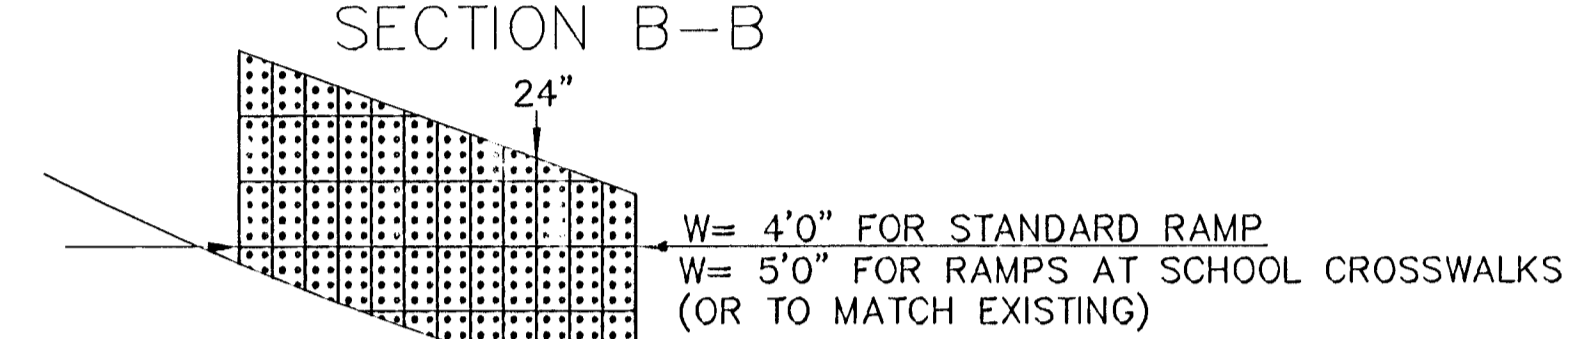 SECTION B-B
24"
W= 4'0" FOR STANDARD RAMP
W= 5'0" FOR RAMPS AT SCHOOL CROSSWALKS
(OR TO MATCH EXISTING)